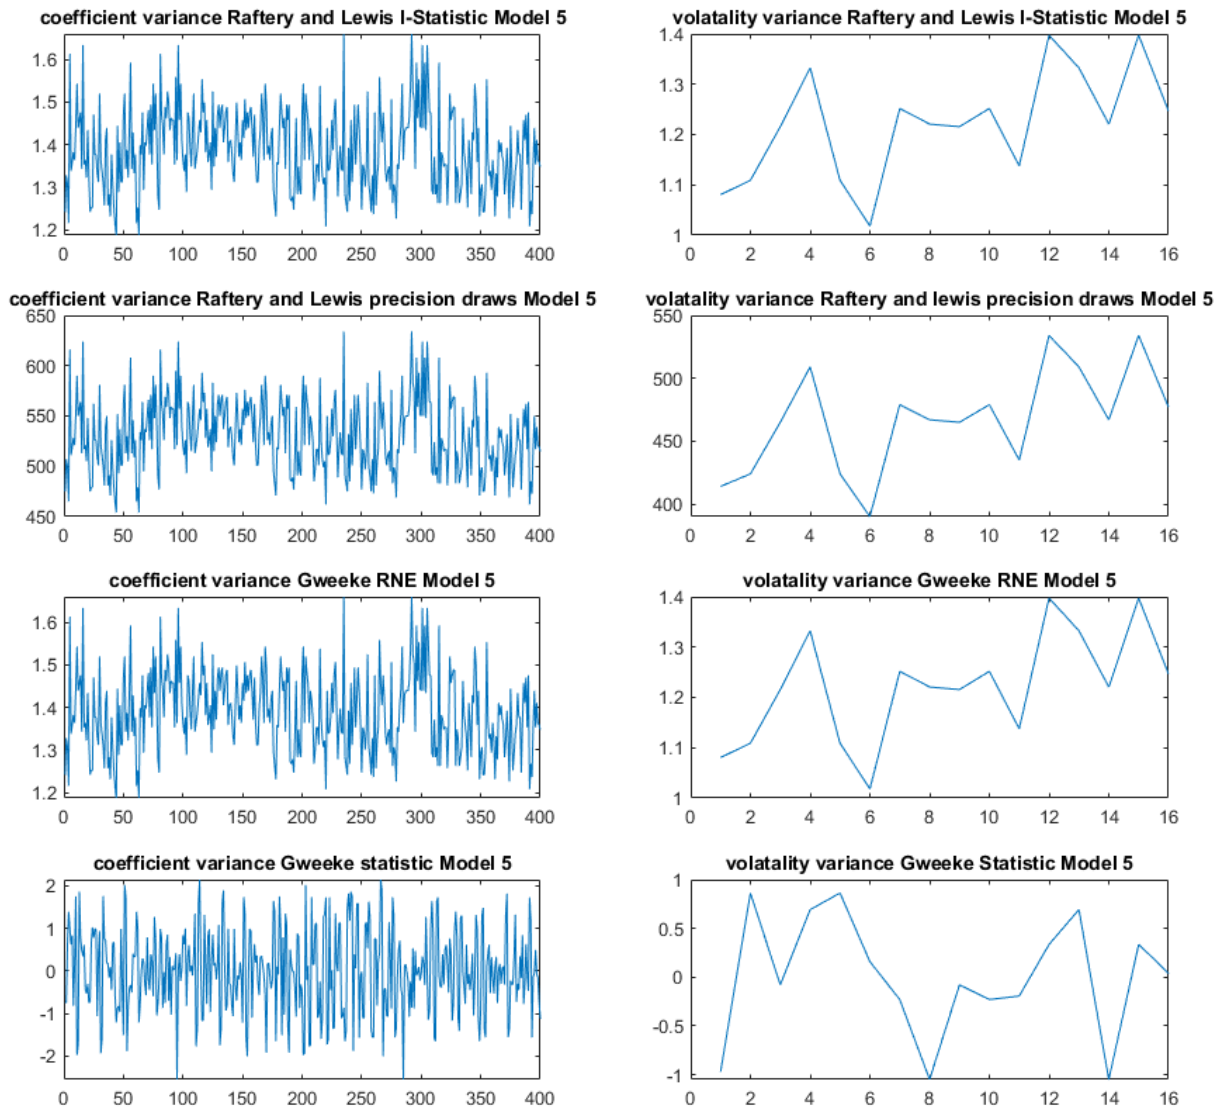 coefficient variance Raftery and Lewis I-Statistic Model 5
1.6
1.5
1.4
1.3
1.2
0 50 100 150 200 250 300 350 400
volatality variance Raftery and Lewis I-Statistic Model 5
1.4
1.3
1.2
1.1
1
0 2 4 6 8 10 12 14 16
coefficient variance Raftery and Lewis precision draws Model 5
650
600
550
500
450
0 50 100 150 200 250 300 350 400
volatality variance Raftery and lewis precision draws Model 5
550
500
450
400
0 2 4 6 8 10 12 14 16
coefficient variance Gweeke RNE Model 5
1.6
1.5
1.4
1.3
1.2
0 50 100 150 200 250 300 350 400
volatality variance Gweeke RNE Model 5
1.4
1.3
1.2
1.1
1
0 2 4 6 8 10 12 14 16
coefficient variance Gweeke statistic Model 5
2
1
0
-1
-2
0 50 100 150 200 250 300 350 400
volatality variance Gweeke Statistic Model 5
1
0.5
0
-0.5
-1
0 2 4 6 8 10 12 14 16